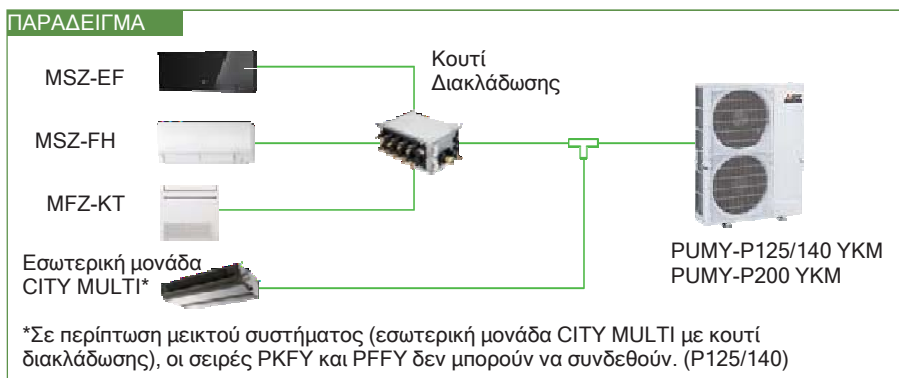 ΠΑΡΑΔΕΙΓΜΑ
MSZ-EF
Κουτί
Διακλάδωσης
MSZ-FH
MFZ-KT
Εσωτερική μονάδα
CITY MULTI*
PUMY-P125/140 YKM
PUMY-P200 YKM
*Σε περίπτωση μεικτού συστήματος (εσωτερική μονάδα CITY MULTI με κουτί
διακλάδωσης), οι σειρές PKFY και PFFY δεν μπορούν να συνδεθούν. (P125/140)